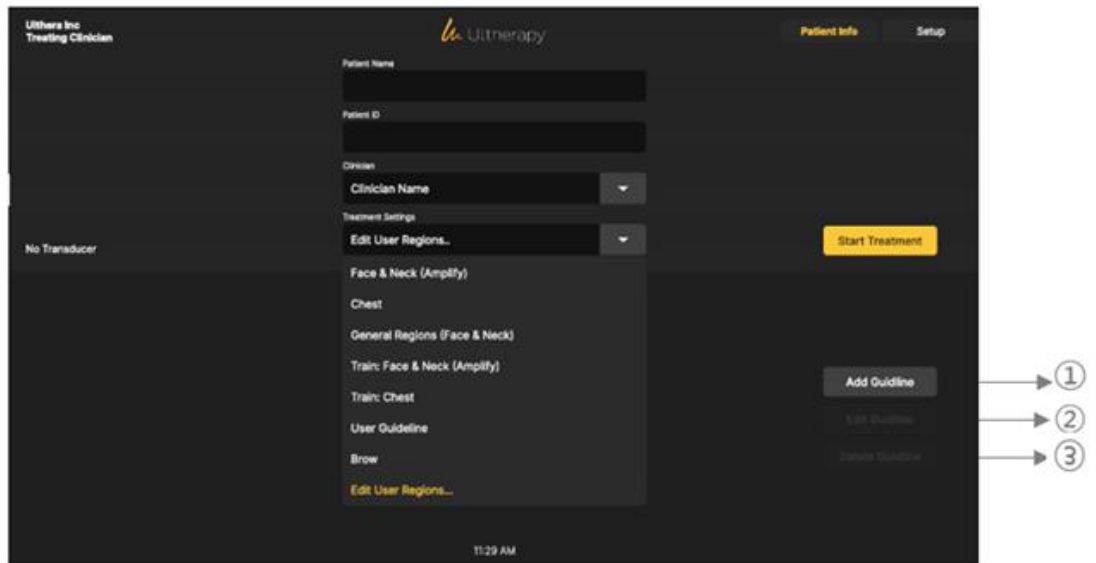 Ulthera Inc
Treating Clinician
Ultherapy
Patient Info
Setup
Patient Name
Patient ID
Clinician
Clinician Name
Treatment Settings
Edit User Regions..
No Transducer
Start Treatment
Face & Neck (Amplify)
Chest
General Regions (Face & Neck)
Train: Face & Neck (Amplify)
Train: Chest
User Guideline
Brow
Edit User Regions...
Add Guidline
①
Edit Guidline
②
Delete Guidline
③
11:29 AM